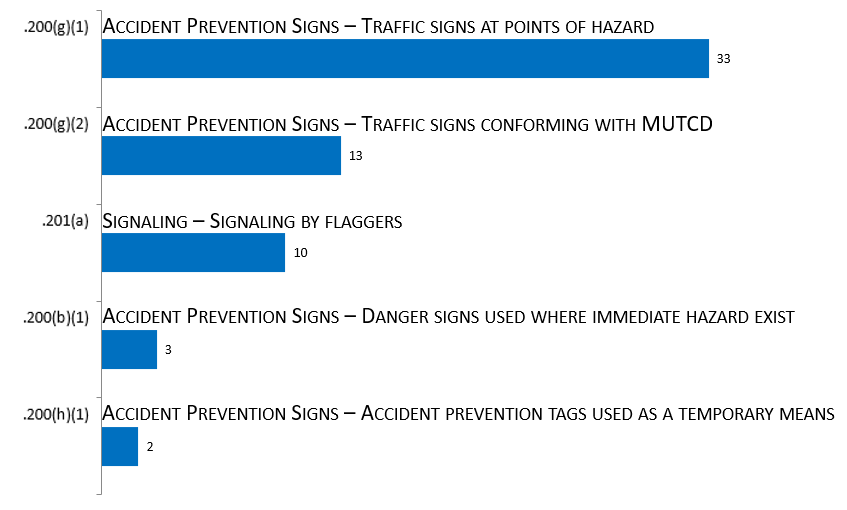 .200(g)(1) Accident Prevention Signs – Traffic signs at points of hazard
33
.200(g)(2) Accident Prevention Signs – Traffic signs conforming with MUTCD
13
.201(a) Signaling – Signaling by flaggers
10
.200(b)(1) Accident Prevention Signs – Danger signs used where immediate hazard exist
3
.200(h)(1) Accident Prevention Signs – Accident prevention tags used as a temporary means
2